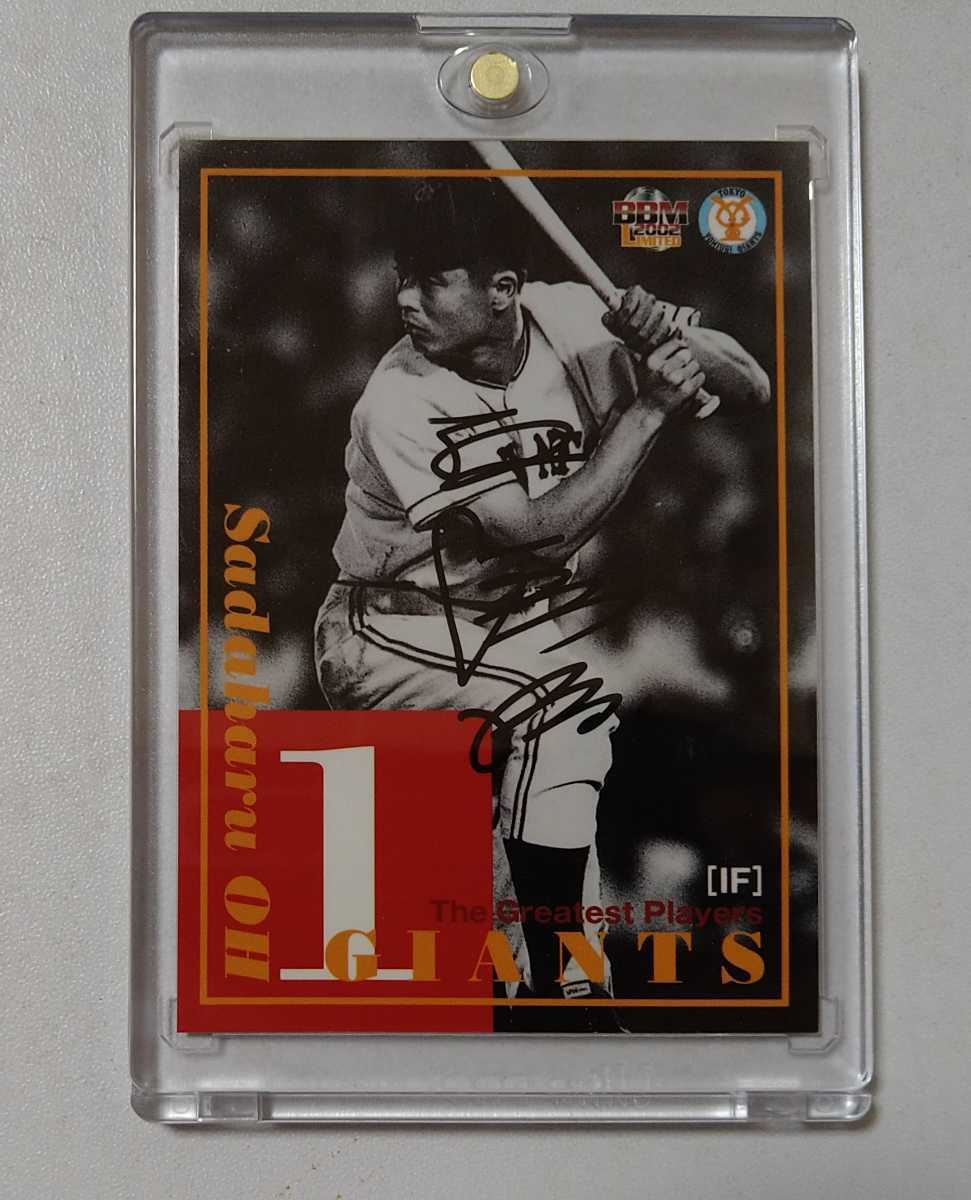 BBM
2002
LIMITED
TOKYO
YOMIURI GIANTS
Sadaharu OH
1
[IF]
The Greatest Players
GIANTS